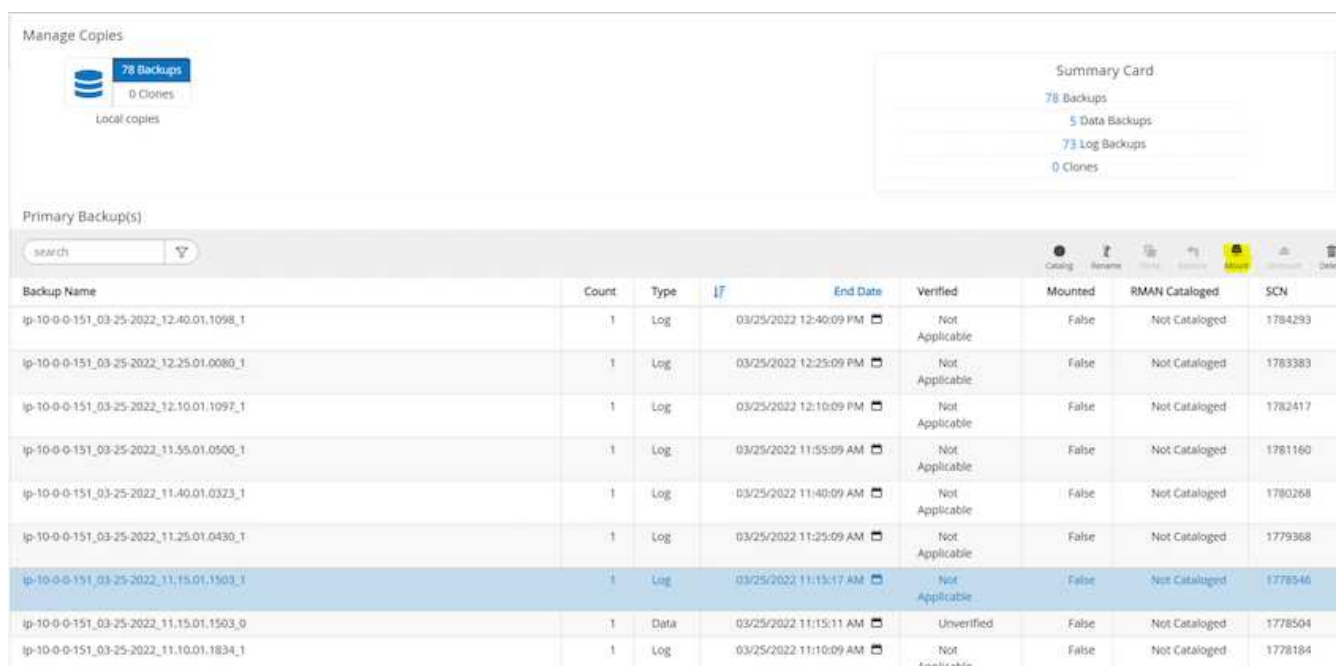 Manage Copies
78 Backups
0 Clones
Local copies
Summary Card
78 Backups
5 Data Backups
73 Log Backups
0 Clones
Primary Backup(s)
search
Catalog Rename Clone Restore Mount Unmount Delete
Backup Name Count Type End Date Verified Mounted RMAN Cataloged SCN
ip-10-0-0-151_03-25-2022_12.40.01.1098_1 1 Log 03/25/2022 12:40:09 PM Not Applicable False Not Cataloged 1784293
ip-10-0-0-151_03-25-2022_12.25.01.0080_1 1 Log 03/25/2022 12:25:09 PM Not Applicable False Not Cataloged 1783383
ip-10-0-0-151_03-25-2022_12.10.01.1097_1 1 Log 03/25/2022 12:10:09 PM Not Applicable False Not Cataloged 1782417
ip-10-0-0-151_03-25-2022_11.55.01.0500_1 1 Log 03/25/2022 11:55:09 AM Not Applicable False Not Cataloged 1781160
ip-10-0-0-151_03-25-2022_11.40.01.0323_1 1 Log 03/25/2022 11:40:09 AM Not Applicable False Not Cataloged 1780268
ip-10-0-0-151_03-25-2022_11.25.01.0430_1 1 Log 03/25/2022 11:25:09 AM Not Applicable False Not Cataloged 1779368
ip-10-0-0-151_03-25-2022_11.15.01.1503_1 1 Log 03/25/2022 11:15:17 AM Not Applicable False Not Cataloged 1778546
ip-10-0-0-151_03-25-2022_11.15.01.1503_0 1 Data 03/25/2022 11:15:11 AM Unverified False Not Cataloged 1778504
ip-10-0-0-151_03-25-2022_11.10.01.1834_1 1 Log 03/25/2022 11:10:09 AM Not Applicable False Not Cataloged 1778184